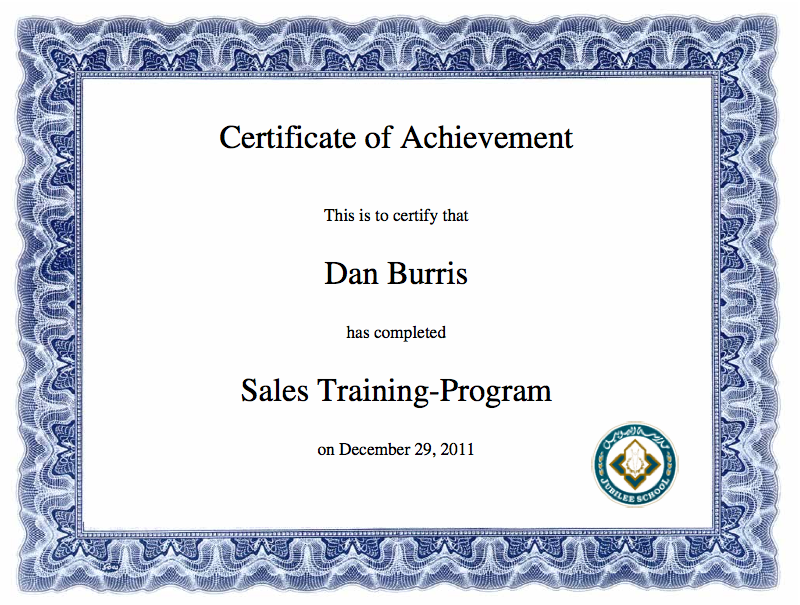 Certificate of Achievement
This is to certify that
Dan Burris
has completed
Sales Training-Program
on December 29, 2011
JUBILEE SCHOOL